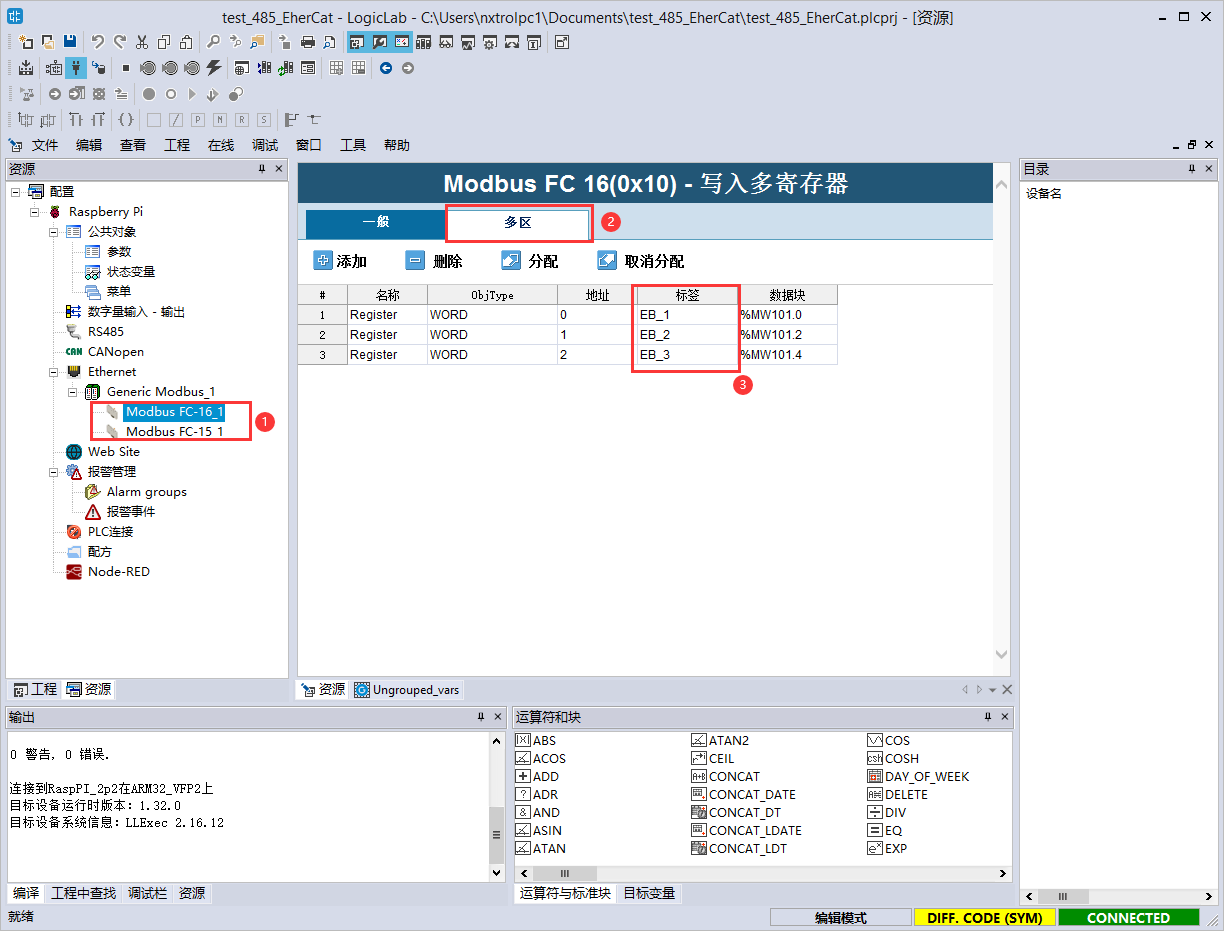 test_485_EherCat - LogicLab - C:\Users\nxtrolpc1\Documents\test_485_EherCat\test_485_EherCat.plcprj - [资源]
文件 编辑 查看 工程 在线 调试 窗口 工具 帮助
资源
配置
Raspberry Pi
公共对象
参数
状态变量
菜单
数字量输入 - 输出
RS485
CAN CANopen
Ethernet
Generic Modbus_1
Modbus FC-16_1
Modbus FC-15_1
1
Web Site
报警管理
Alarm groups
报警事件
PLC连接
配方
Node-RED
工程 资源
Modbus FC 16(0x10) - 写入多寄存器
一般 多区 2
添加 删除 分配 取消分配
# 名称 ObjType 地址 标签 数据块
1 Register WORD 0 EB_1 %MW101.0
2 Register WORD 1 EB_2 %MW101.2
3 Register WORD 2 EB_3 %MW101.4
3
资源 Ungrouped_vars
目录
设备名
输出
0 警告, 0 错误.
连接到RaspPI_2p2在ARM32_VFP2上
目标设备运行时版本: 1.32.0
目标设备系统信息: LLExec 2.16.12
编译 工程中查找 调试栏 资源
运算符和块
ABS ATAN2 COS
ACOS CEIL COSH
ADD CONCAT DAY_OF_WEEK
ADR CONCAT_DATE DELETE
AND CONCAT_DT DIV
ASIN CONCAT_LDATE EQ
ATAN CONCAT_LDT EXP
运算符与标准块 目标变量
就绪 编辑模式 DIFF. CODE (SYM) CONNECTED